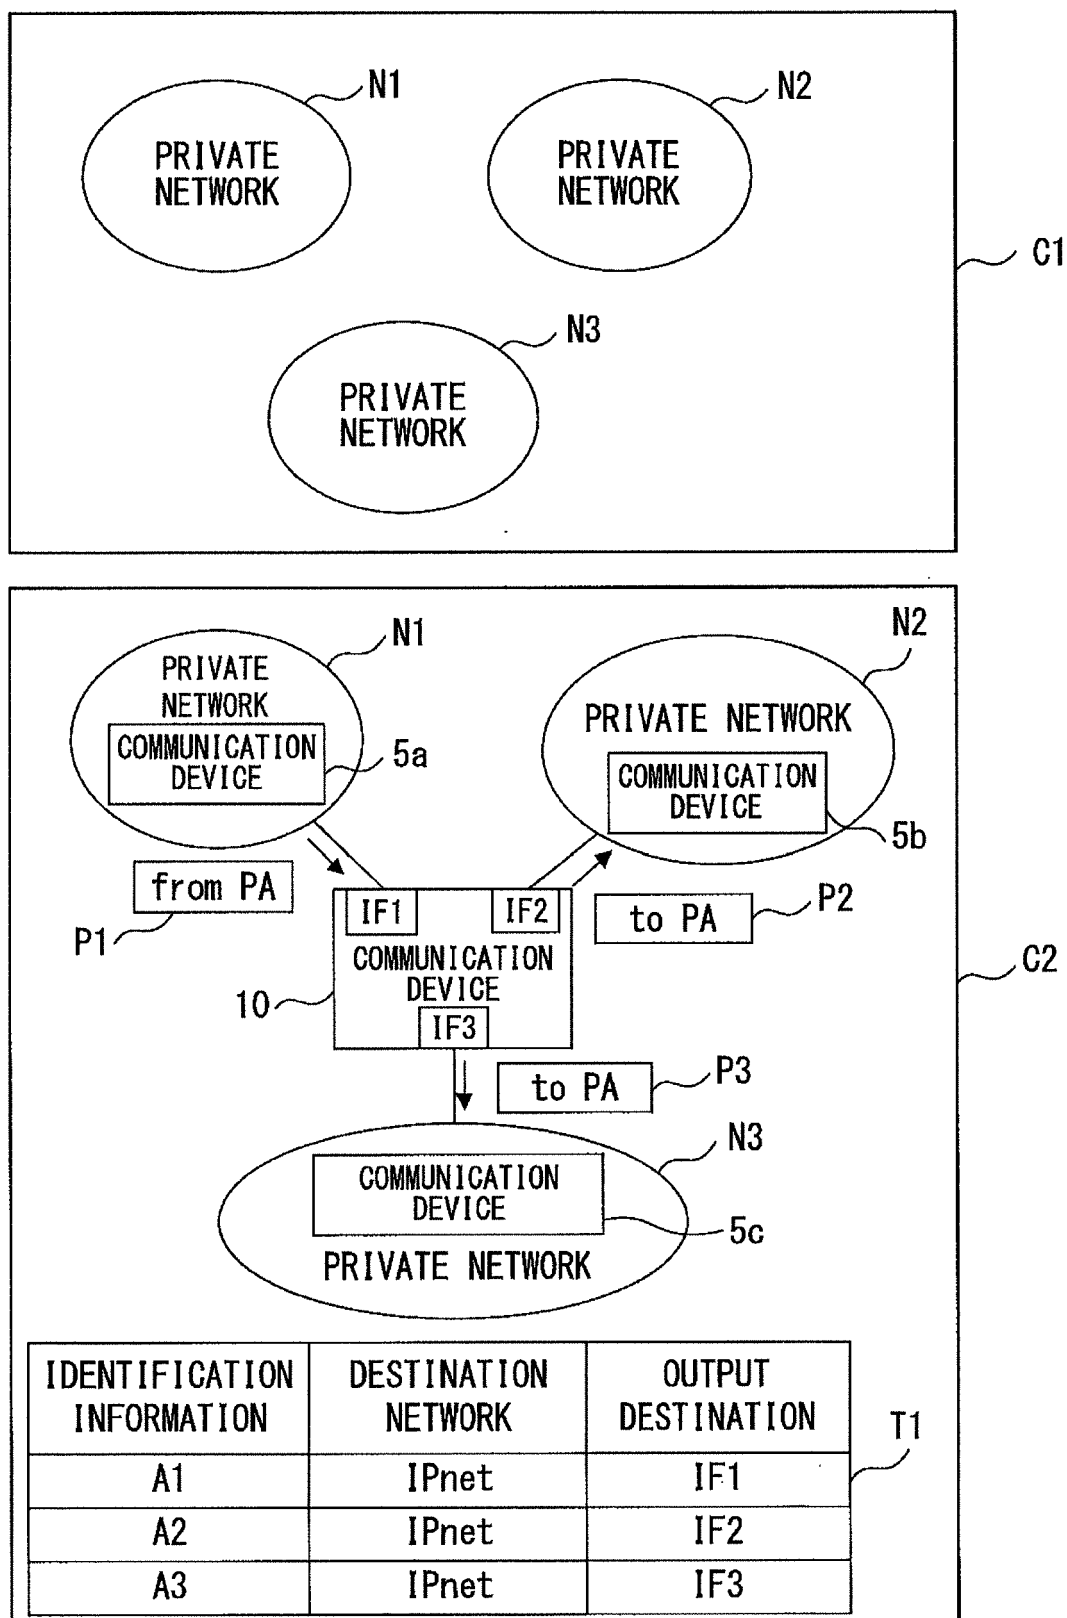 N1
N2
PRIVATE
NETWORK
PRIVATE
NETWORK
C1
N3
PRIVATE
NETWORK
N1
N2
PRIVATE
NETWORK
COMMUNICATION
DEVICE
5a
PRIVATE NETWORK
COMMUNICATION
DEVICE
5b
from PA
P1
IF1
IF2
to PA
P2
COMMUNICATION
DEVICE
10
IF3
C2
to PA
P3
N3
COMMUNICATION
DEVICE
5c
PRIVATE NETWORK
IDENTIFICATION
INFORMATION
DESTINATION
NETWORK
OUTPUT
DESTINATION
T1
A1 IPnet IF1
A2 IPnet IF2
A3 IPnet IF3